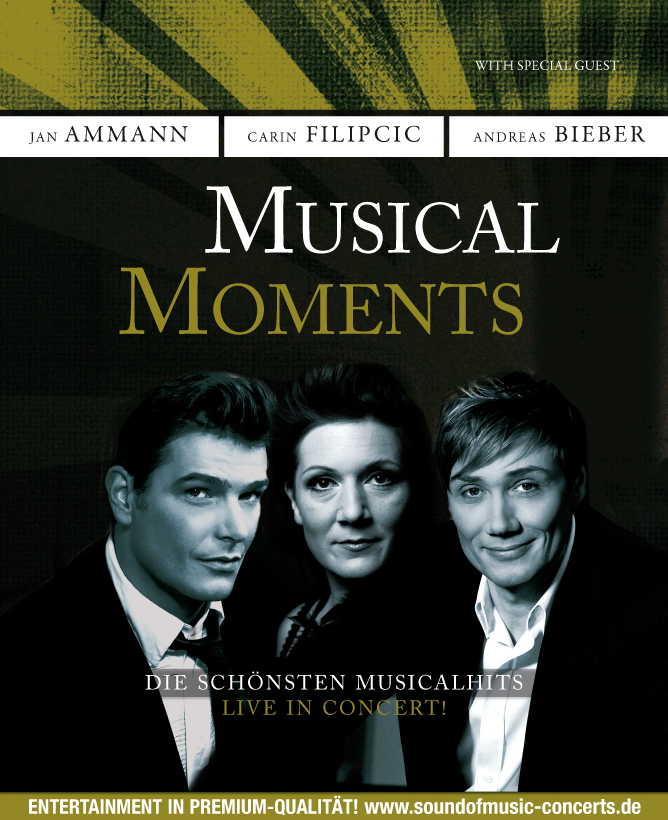 WITH SPECIAL GUEST
JAN AMMANN CARIN FILIPCIC ANDREAS BIEBER
MUSICAL
MOMENTS
DIE SCHÖNSTEN MUSICALHITS
LIVE IN CONCERT!
ENTERTAINMENT IN PREMIUM-QUALITÄT! www.soundofmusic-concerts.de